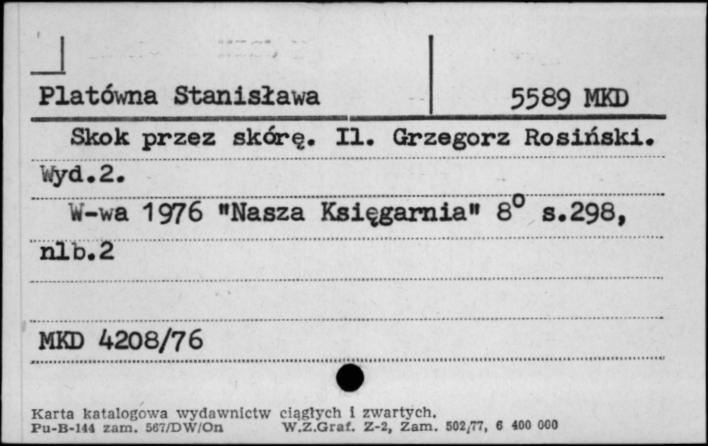 Platówna Stanisława 5589 MKD
Skok przez skórę. Il. Grzegorz Rosiński.
Wyd.2.
W-wa 1976 "Nasza Księgarnia" 8° s.298,
nlb.2
MKD 4208/76
Karta katalogowa wydawnictw ciągłych i zwartych.
Pu-B-144 zam. 567/DW/On W.Z.Graf. Z-2, Zam. 502/77, 6 400 000